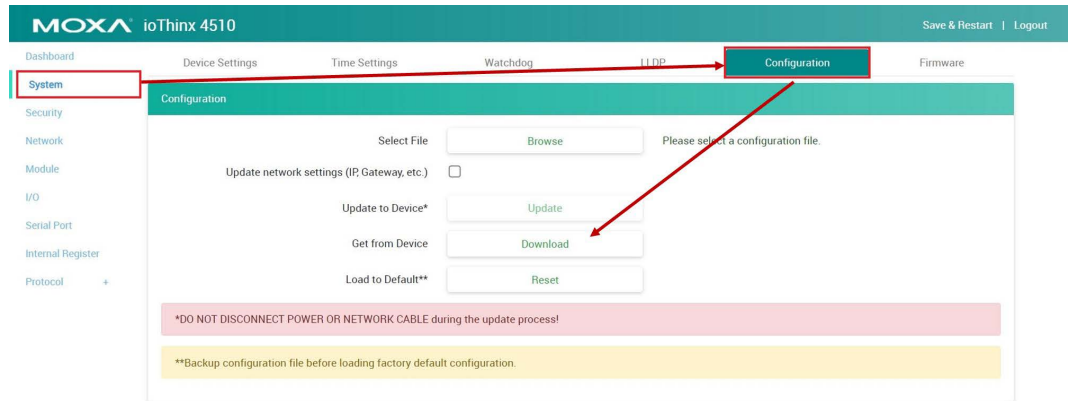 MOXA ioThinx 4510 Save & Restart | Logout
Dashboard
System
Security
Network
Module
I/O
Serial Port
Internal Register
Protocol +
Device Settings Time Settings Watchdog LLDP Configuration Firmware
Configuration
Select File Browse Please select a configuration file.
Update network settings (IP, Gateway, etc.)
Update to Device* Update
Get from Device Download
Load to Default** Reset
*DO NOT DISCONNECT POWER OR NETWORK CABLE during the update process!
**Backup configuration file before loading factory default configuration.